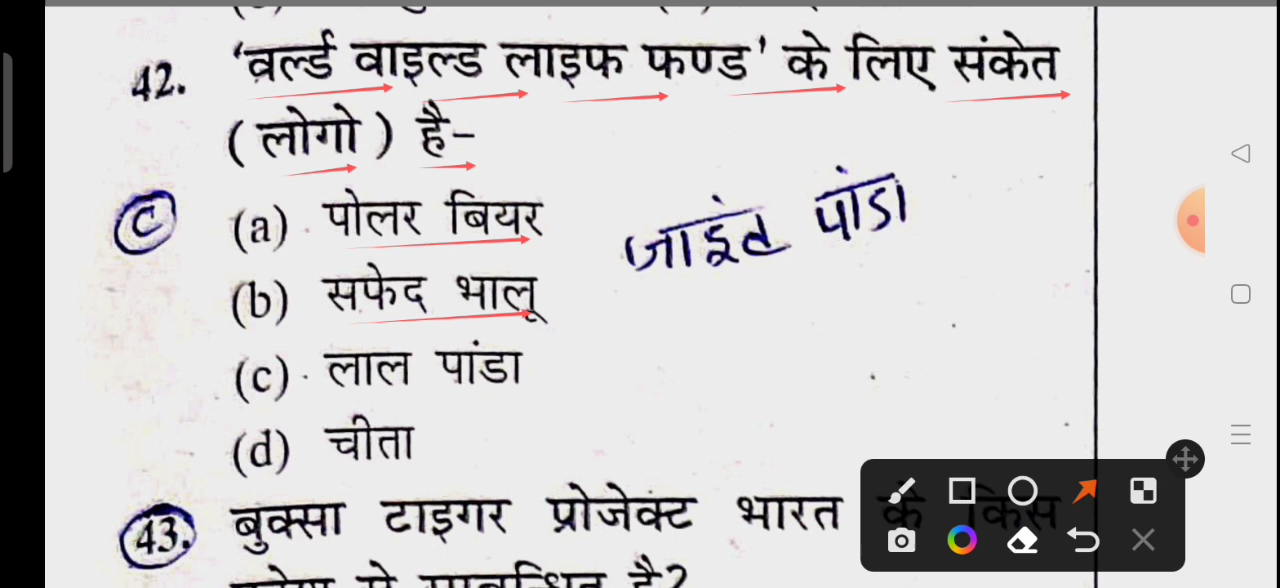 42. 'वर्ल्ड वाइल्ड लाइफ फण्ड' के लिए संकेत
(लोगो) है-
C
(a) पोलर बियर
जाइंट पांडा
(b) सफेद भालू
(c) लाल पांडा
(d) चीता
43. बुक्सा टाइगर प्रोजेक्ट भारत के किस